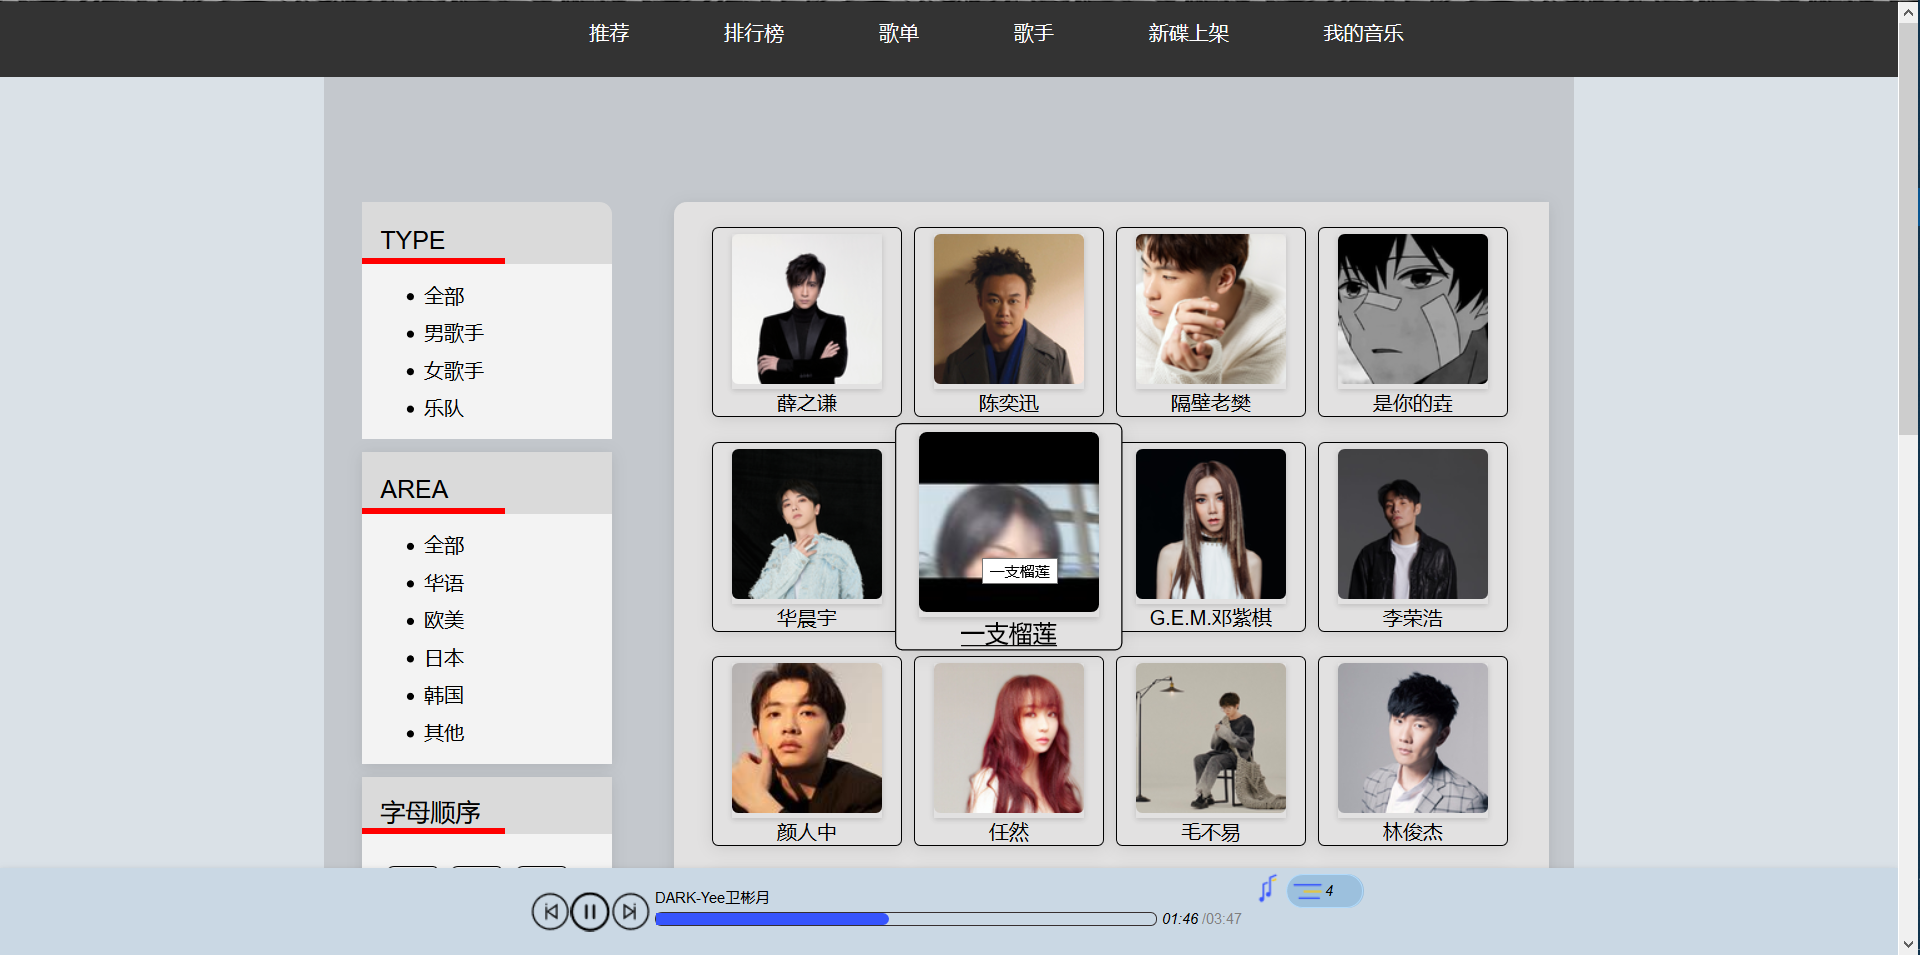 推荐 排行榜 歌单 歌手 新碟上架 我的音乐
TYPE
全部
男歌手
女歌手
乐队
AREA
全部
华语
欧美
日本
韩国
其他
字母顺序
薛之谦 陈奕迅 隔壁老樊 是你的垚
华晨宇 一支榴莲 G.E.M.邓紫棋 李荣浩
一支榴莲
颜人中 任然 毛不易 林俊杰
DARK-Yee卫彬月
01:46 /03:47
4